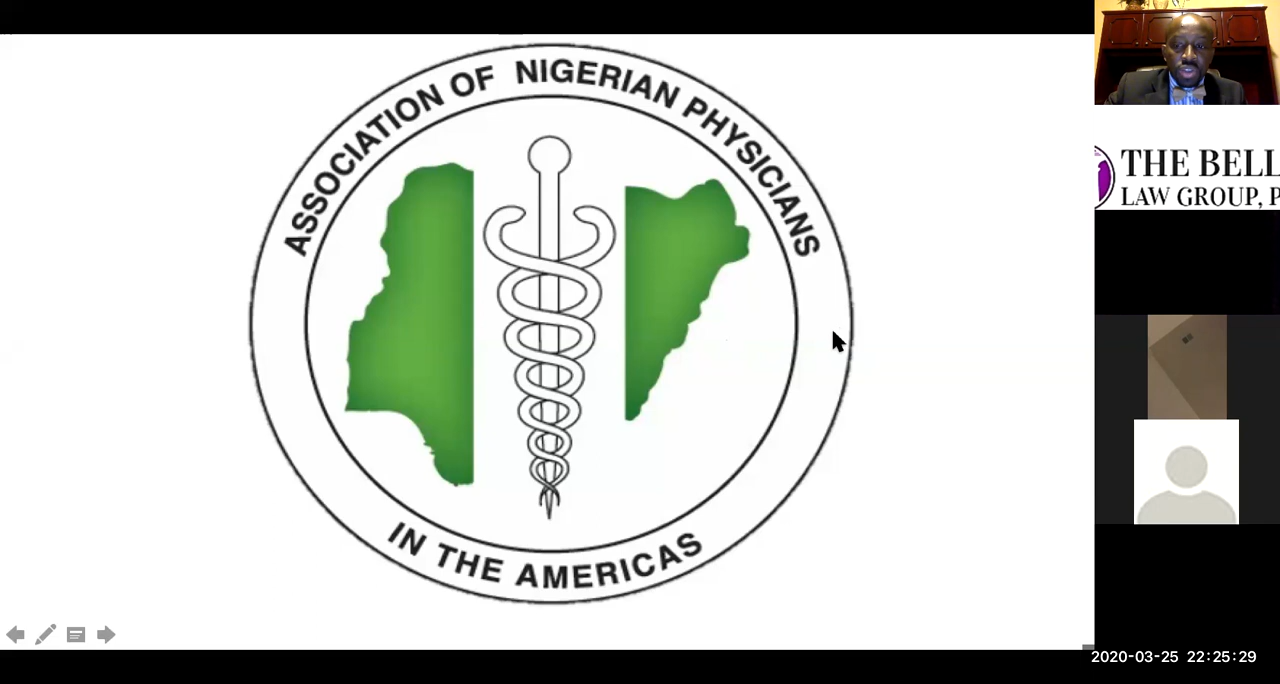 ASSOCIATION OF NIGERIAN PHYSICIANS
IN THE AMERICAS
THE BELL
LAW GROUP, P
2020-03-25 22:25:29